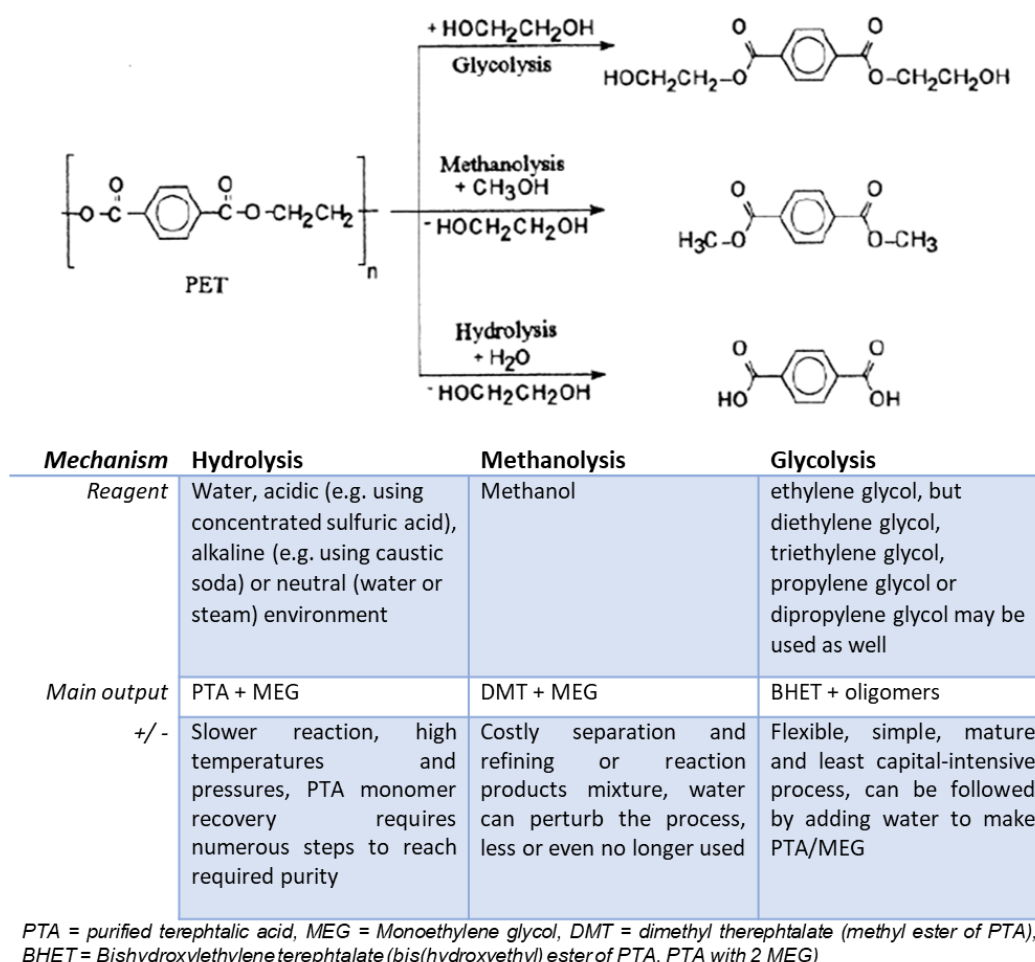 + HOCH2CH2OH
Glycolysis
O
O
HOCH2CH2–O
O–CH2CH2OH
Methanolysis
+ CH3OH
-HOCH2CH2OH
O
O
-O-C
C-O-CH2CH2
n
PET
O
O
H3C-O
O–CH3
Hydrolysis
+ H2O
-HOCH2CH2OH
O
O
HO
OH
Mechanism Hydrolysis Methanolysis Glycolysis
Reagent
Water, acidic (e.g. using
concentrated sulfuric acid),
alkaline (e.g. using caustic
soda) or neutral (water or
steam) environment
Methanol
ethylene glycol, but
diethylene glycol,
triethylene glycol,
propylene glycol or
dipropylene glycol may be
used as well
Main output PTA + MEG DMT + MEG BHET + oligomers
+/ -
Slower reaction, high
temperatures and
pressures, PTA monomer
recovery requires
numerous steps to reach
required purity
Costly separation and
refining or reaction
products mixture, water
can perturb the process,
less or even no longer used
Flexible, simple, mature
and least capital-intensive
process, can be followed
by adding water to make
PTA/MEG
PTA = purified terephtalic acid, MEG = Monoethylene glycol, DMT = dimethyl therephtalate (methyl ester of PTA),
BHET = Bishydroxylethylene terephtalate (bis(hydroxyethyl) ester of PTA, PTA with 2 MEG)